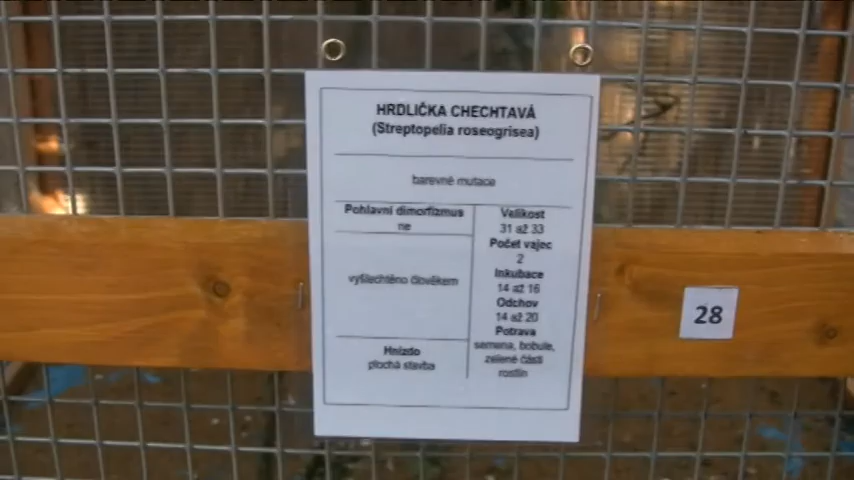 HRDLIČKA CHECHTAVÁ
(Streptopelia roseogrisea)
barevné mutace
Pohlavní dimorfizmus
ne
vyšlechtěno člověkem
Hnízdo
plochá stavba
Velikost
31 až 33
Počet vajec
2
Inkubace
14 až 16
Odchov
14 až 20
Potrava
semena, bobule,
zelené části
rostlin
28